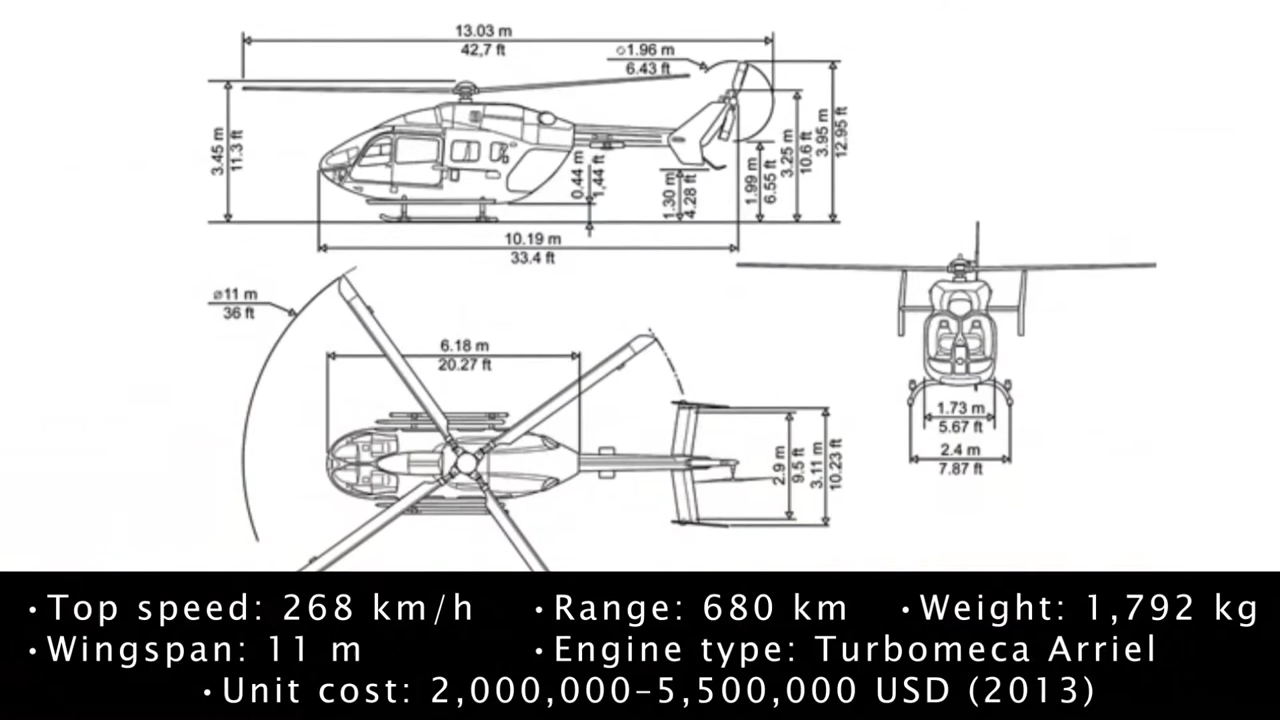 13.03 m
42,7 ft
⌀1.96 m
6.43 ft
3.45 m
11.3 ft
0.44 m
1,44 ft
1.30 m
4.28 ft
1.99 m
6.55 ft
3.25 m
10.6 ft
3.95 m
12.95 ft
10.19 m
33.4 ft
⌀11 m
36 ft
6.18 m
20.27 ft
2.9 m
9.5 ft
3.11 m
10.23 ft
1.73 m
5.67 ft
2.4 m
7.87 ft
•Top speed: 268 km/h •Range: 680 km •Weight: 1,792 kg
•Wingspan: 11 m •Engine type: Turbomeca Arriel
•Unit cost: 2,000,000–5,500,000 USD (2013)